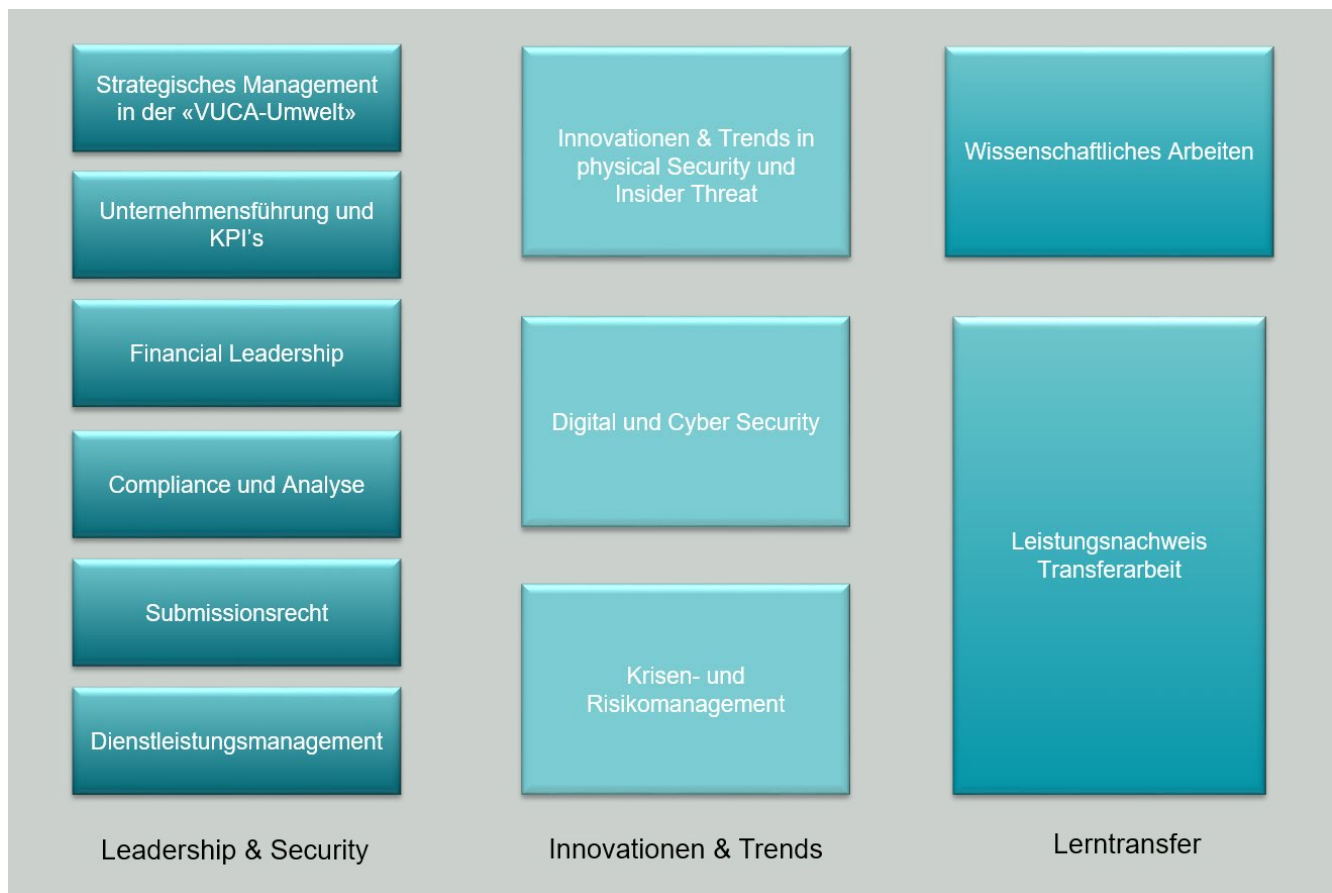 Strategisches Management
in der «VUCA-Umwelt»
Unternehmensführung und
KPI's
Financial Leadership
Compliance und Analyse
Submissionsrecht
Dienstleistungsmanagement
Leadership & Security
Innovationen & Trends in
physical Security und
Insider Threat
Digital und Cyber Security
Krisen- und
Risikomanagement
Innovationen & Trends
Wissenschaftliches Arbeiten
Leistungsnachweis
Transferarbeit
Lerntransfer